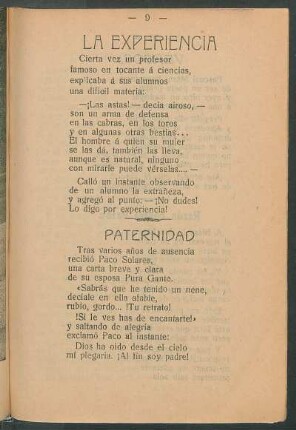 — 9 —
LA EXPERIENCIA
Cierta vez un profesor
famoso en tocante á ciencias,
explicaba á sus alumnos
una difícil materia:
—¡Las astas!— decía airoso, —
son un arma de defensa
en las cabras, en los toros
y en algunas otras bestias...
El hombre á quien su mujer
se las dá, también las lleva,
aunque es natural, ninguno
con mirarle puede vérselas... —
Calló un instante observando
de un alumno la extrañeza,
y agregó al punto: —¡No dudes!
Lo digo por experiencia!
PATERNIDAD
Tras varios años de ausencia
recibió Paco Solares,
una carta breve y clara
de su esposa Pura Gante.
«Sabrás que he tenido un nene,
decíale en ella afable,
rubio, gordo... ¡Tu retrato!
¡Si le ves has de encantarte!»
y saltando de alegría
exclamó Paco al instante:
Dios ha oido desde el cielo
mi plegaria. ¡Al fin soy padre!